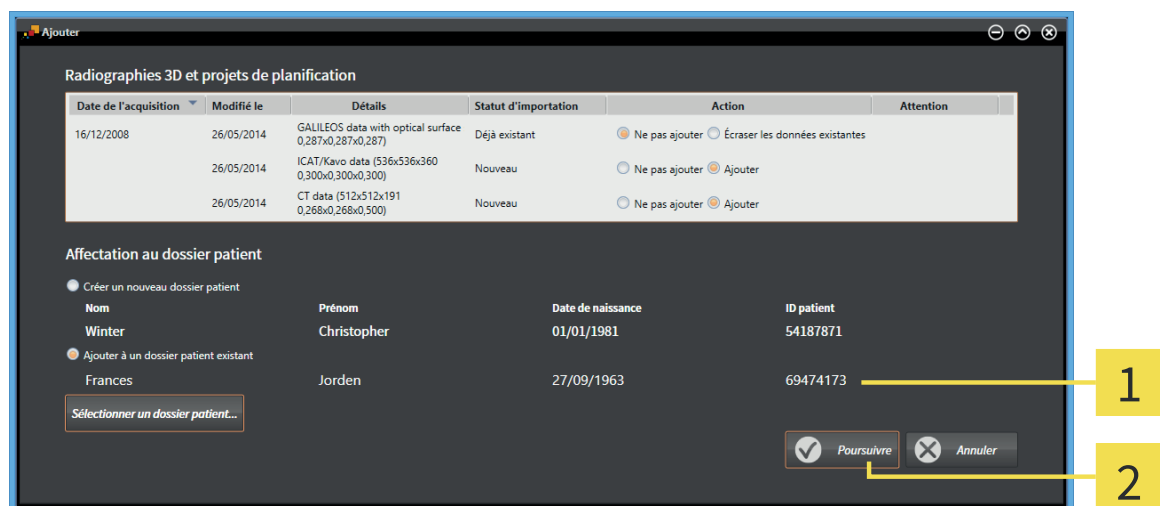 Ajouter
Radiographies 3D et projets de planification
Date de l'acquisition Modifié le Détails Statut d'importation Action Attention
16/12/2008 26/05/2014 GALILEOS data with optical surface Déjà existant Ne pas ajouter Écraser les données existantes
0,287x0,287x0,287)
26/05/2014 ICAT/Kavo data (536x536x360 Nouveau Ne pas ajouter Ajouter
0,300x0,300x0,300)
26/05/2014 CT data (512x512x191 Nouveau Ne pas ajouter Ajouter
0,268x0,268x0,500)
Affectation au dossier patient
Créer un nouveau dossier patient
Nom Prénom Date de naissance ID patient
Winter Christopher 01/01/1981 54187871
Ajouter à un dossier patient existant
Frances Jorden 27/09/1963 69474173 1
Sélectionner un dossier patient...
Poursuivre Annuler
2